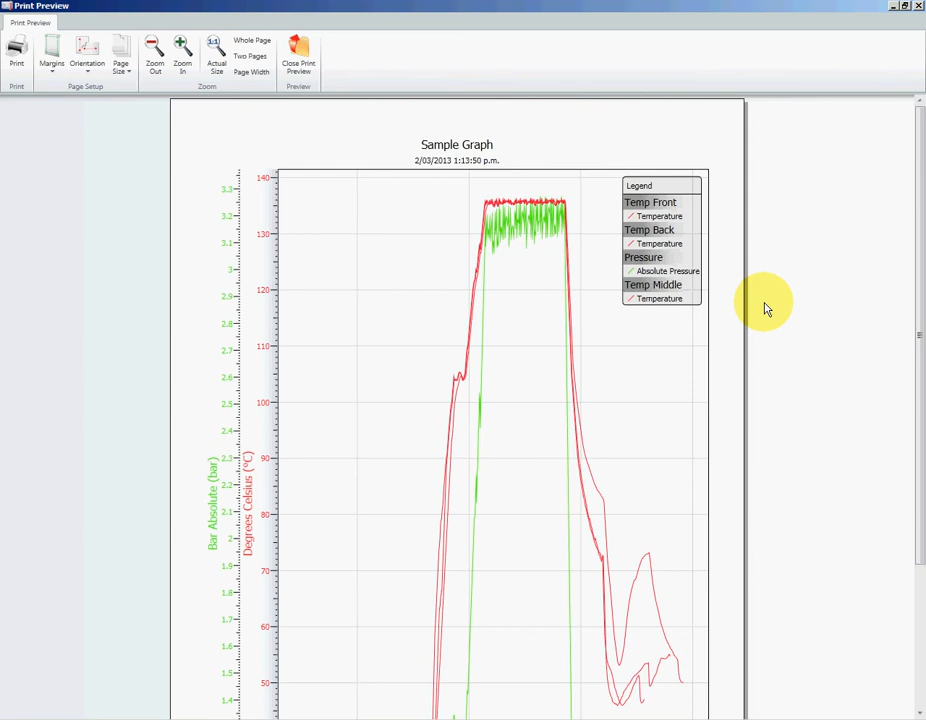 Print Preview
Print Preview
Print
Margins
Orientation
Page Size
Zoom Out
Zoom In
1:1
Actual Size
Whole Page
Two Pages
Page Width
Close Print Preview
Print
Page Setup
Zoom
Preview
Sample Graph
2/03/2013 1:13:50 p.m.
Legend
Temp Front
Temperature
Temp Back
Temperature
Pressure
Absolute Pressure
Temp Middle
Temperature
Bar Absolute (bar)
3.3
3.2
3.1
3
2.9
2.8
2.7
2.6
2.5
2.4
2.3
2.2
2.1
2
1.9
1.8
1.7
1.6
1.5
1.4
Degrees Celsius (°C)
140
130
120
110
100
90
80
70
60
50